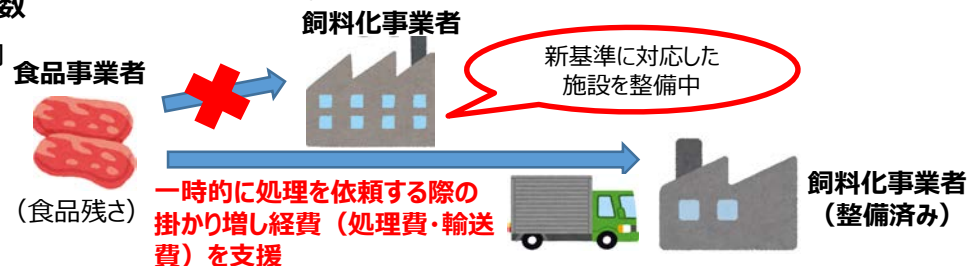 数
飼料化事業者
食品事業者
新基準に対応した
施設を整備中
一時的に処理を依頼する際の
掛かり増し経費（処理費・輸送
費）を支援
（食品残さ）
飼料化事業者
（整備済み）